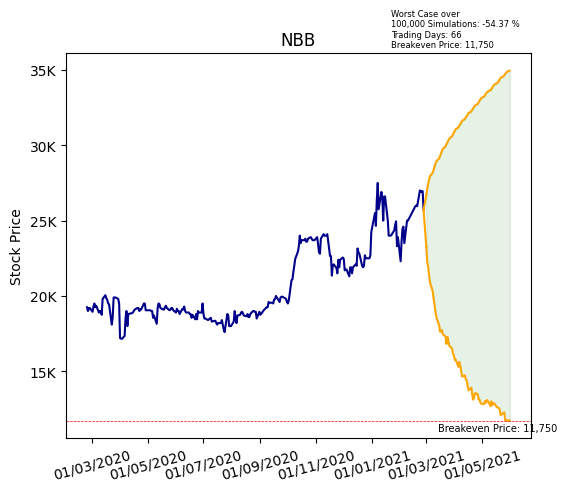 Worst Case over
100,000 Simulations: -54.37 %
Trading Days: 66
Breakeven Price: 11,750
NBB
Stock Price
35K
30K
25K
20K
15K
Breakeven Price: 11,750
01/03/2020
01/05/2020
01/07/2020
01/09/2020
01/11/2020
01/01/2021
01/03/2021
01/05/2021